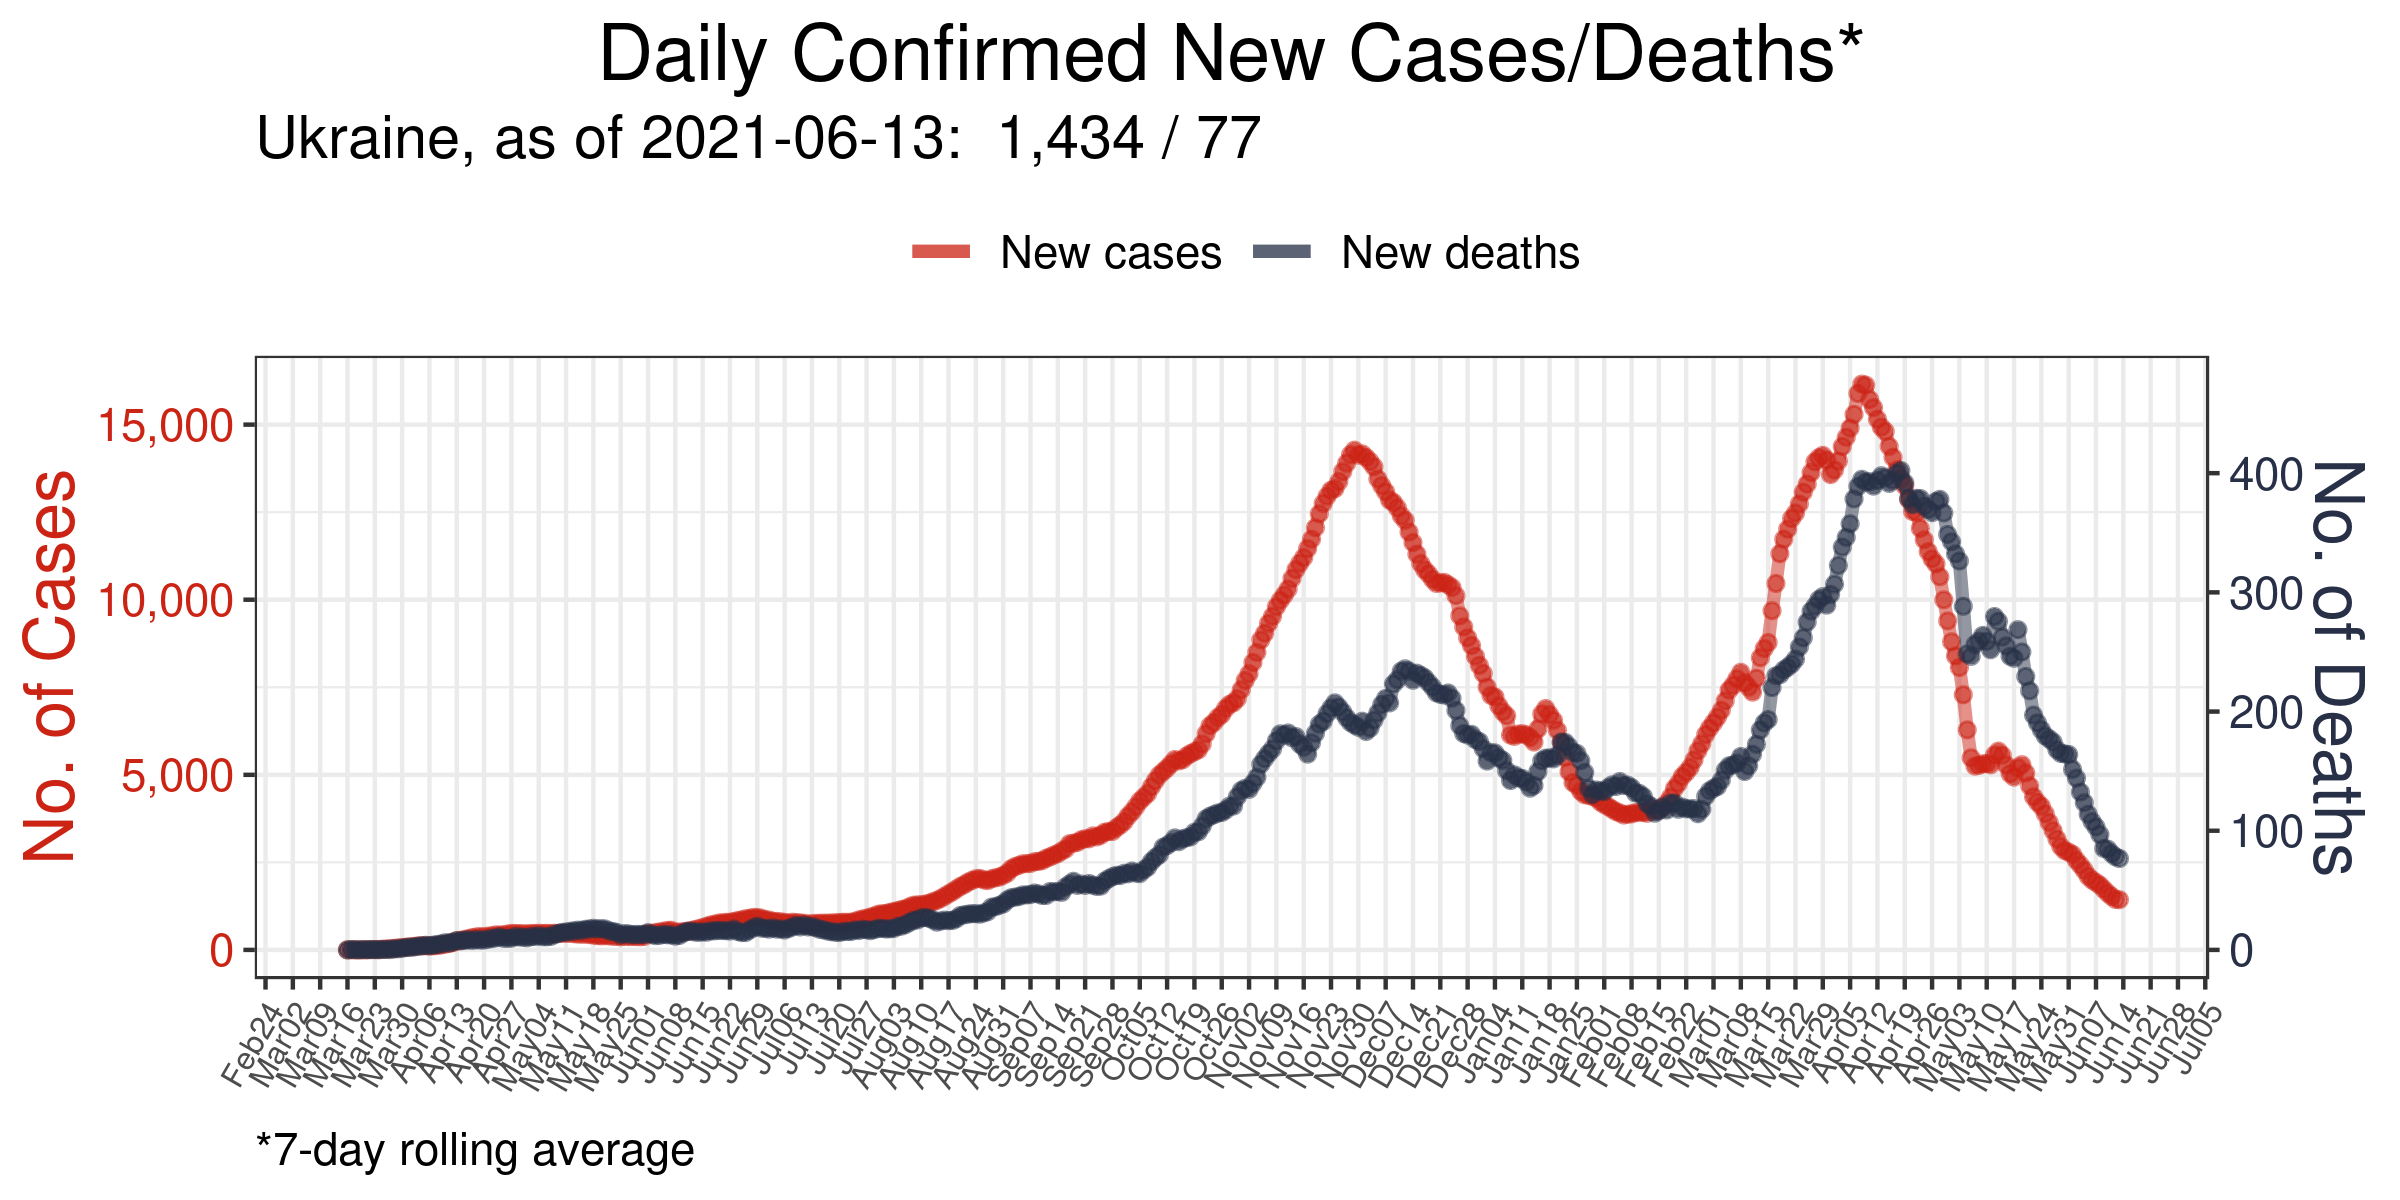 Daily Confirmed New Cases/Deaths*
Ukraine, as of 2021-06-13:  1,434 / 77
New cases
New deaths
No. of Cases
15,000
10,000
5,000
0
No. of Deaths
400
300
200
100
0
Feb24
Mar02
Mar09
Mar16
Mar23
Mar30
Apr06
Apr13
Apr20
Apr27
May04
May11
May18
May25
Jun01
Jun08
Jun15
Jun22
Jun29
Jul06
Jul13
Jul20
Jul27
Aug03
Aug10
Aug17
Aug24
Aug31
Sep07
Sep14
Sep21
Sep28
Oct05
Oct12
Oct19
Oct26
Nov02
Nov09
Nov16
Nov23
Nov30
Dec07
Dec14
Dec21
Dec28
Jan04
Jan11
Jan18
Jan25
Feb01
Feb08
Feb15
Feb22
Mar01
Mar08
Mar15
Mar22
Mar29
Apr05
Apr12
Apr19
Apr26
May03
May10
May17
May24
May31
Jun07
Jun14
Jun21
Jun28
Jul05
*7-day rolling average